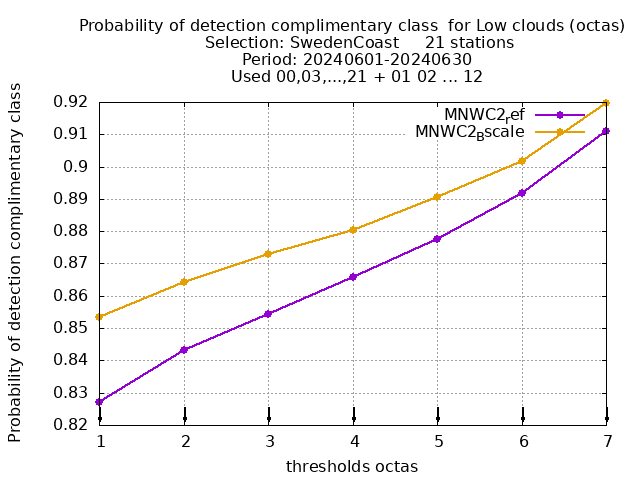 Probability of detection complimentary class  for Low clouds (octas)
Selection: SwedenCoast     21 stations
Period: 20240601-20240630
Used 00,03,...,21 + 01 02 ... 12
Probability of detection complimentary class
0.92
0.91
0.9
0.89
0.88
0.87
0.86
0.85
0.84
0.83
0.82
MNWC2ref
MNWC2Bscale
1 2 3 4 5 6 7
thresholds octas